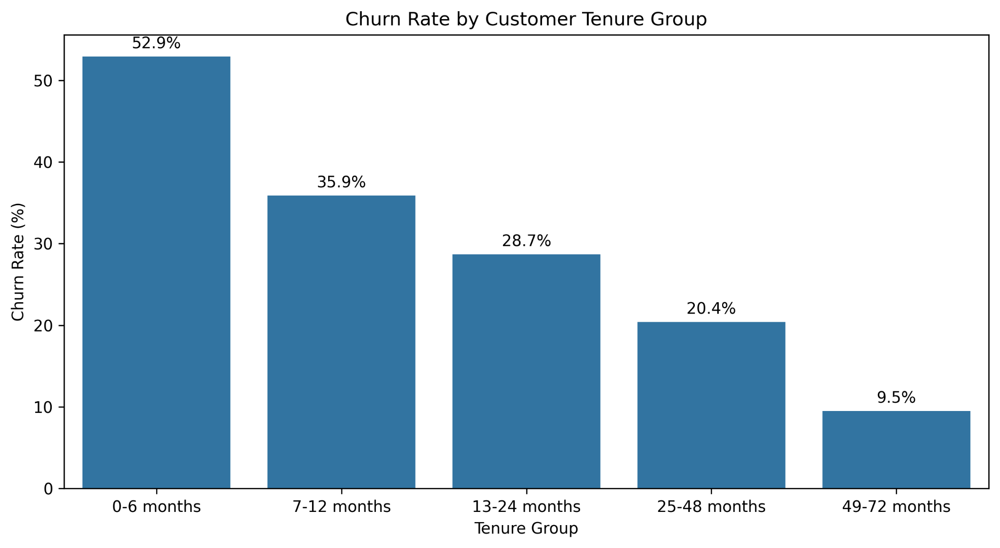 Churn Rate by Customer Tenure Group
52.9%
35.9%
28.7%
20.4%
9.5%
Churn Rate (%)
50
40
30
20
10
0
0-6 months
7-12 months
13-24 months
25-48 months
49-72 months
Tenure Group